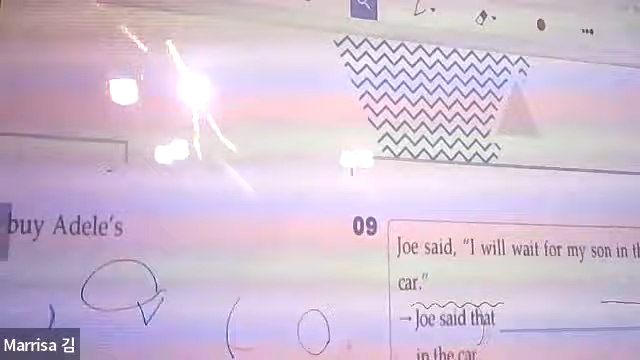 buy Adele's
09
Joe said, "I will wait for my son in
car."
→ Joe said that
in the car
Marrisa 김